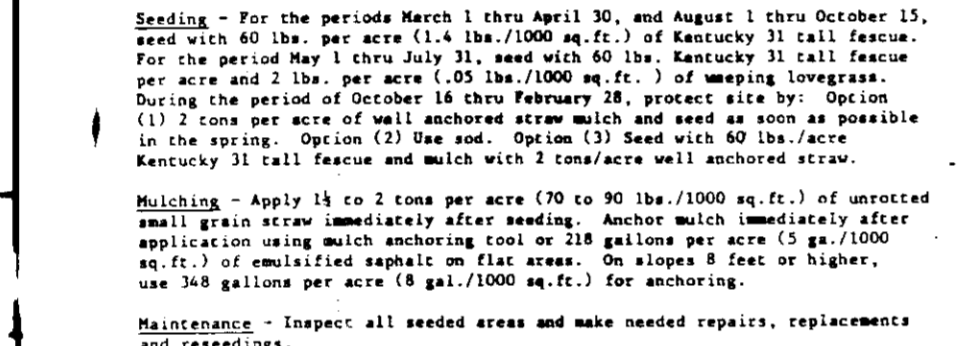 Seeding - For the periods March 1 thru April 30, and August 1 thru October 15,
seed with 60 lbs. per acre (1.4 lbs./1000 sq.ft.) of Kentucky 31 tall fescue.
For the period May 1 thru July 31, seed with 60 lbs. Kentucky 31 tall fescue
per acre and 2 lbs. per acre (.05 lbs./1000 sq.ft. ) of weeping lovegrass.
During the period of October 16 thru February 28, protect site by: Option
(1) 2 tons per acre of well anchored straw mulch and seed as soon as possible
in the spring. Option (2) Use sod. Option (3) Seed with 60 lbs./acre
Kentucky 31 tall fescue and mulch with 2 tons/acre well anchored straw.
Mulching - Apply 1½ to 2 tons per acre (70 to 90 lbs./1000 sq.ft.) of unrotted
small grain straw immediately after seeding. Anchor mulch immediately after
application using mulch anchoring tool or 218 gallons per acre (5 ga./1000
sq.ft.) of emulsified saphalt on flat areas. On slopes 8 feet or higher,
use 348 gallons per acre (8 gal./1000 sq.ft.) for anchoring.
Maintenance - Inspect all seeded areas and make needed repairs, replacements
and reseedings.